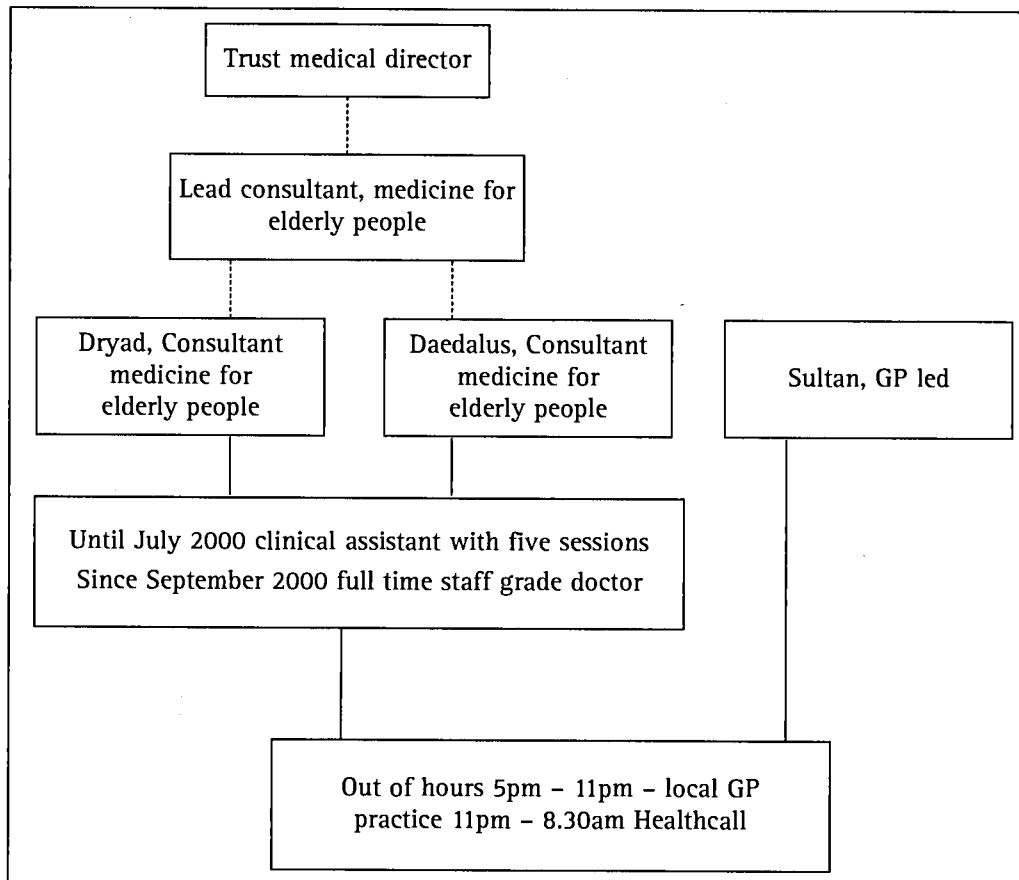 Trust medical director
Lead consultant, medicine for
elderly people
Dryad, Consultant
medicine for
elderly people
Daedalus, Consultant
medicine for
elderly people
Sultan, GP led
Until July 2000 clinical assistant with five sessions
Since September 2000 full time staff grade doctor
Out of hours 5pm – 11pm – local GP
practice 11pm – 8.30am Healthcall